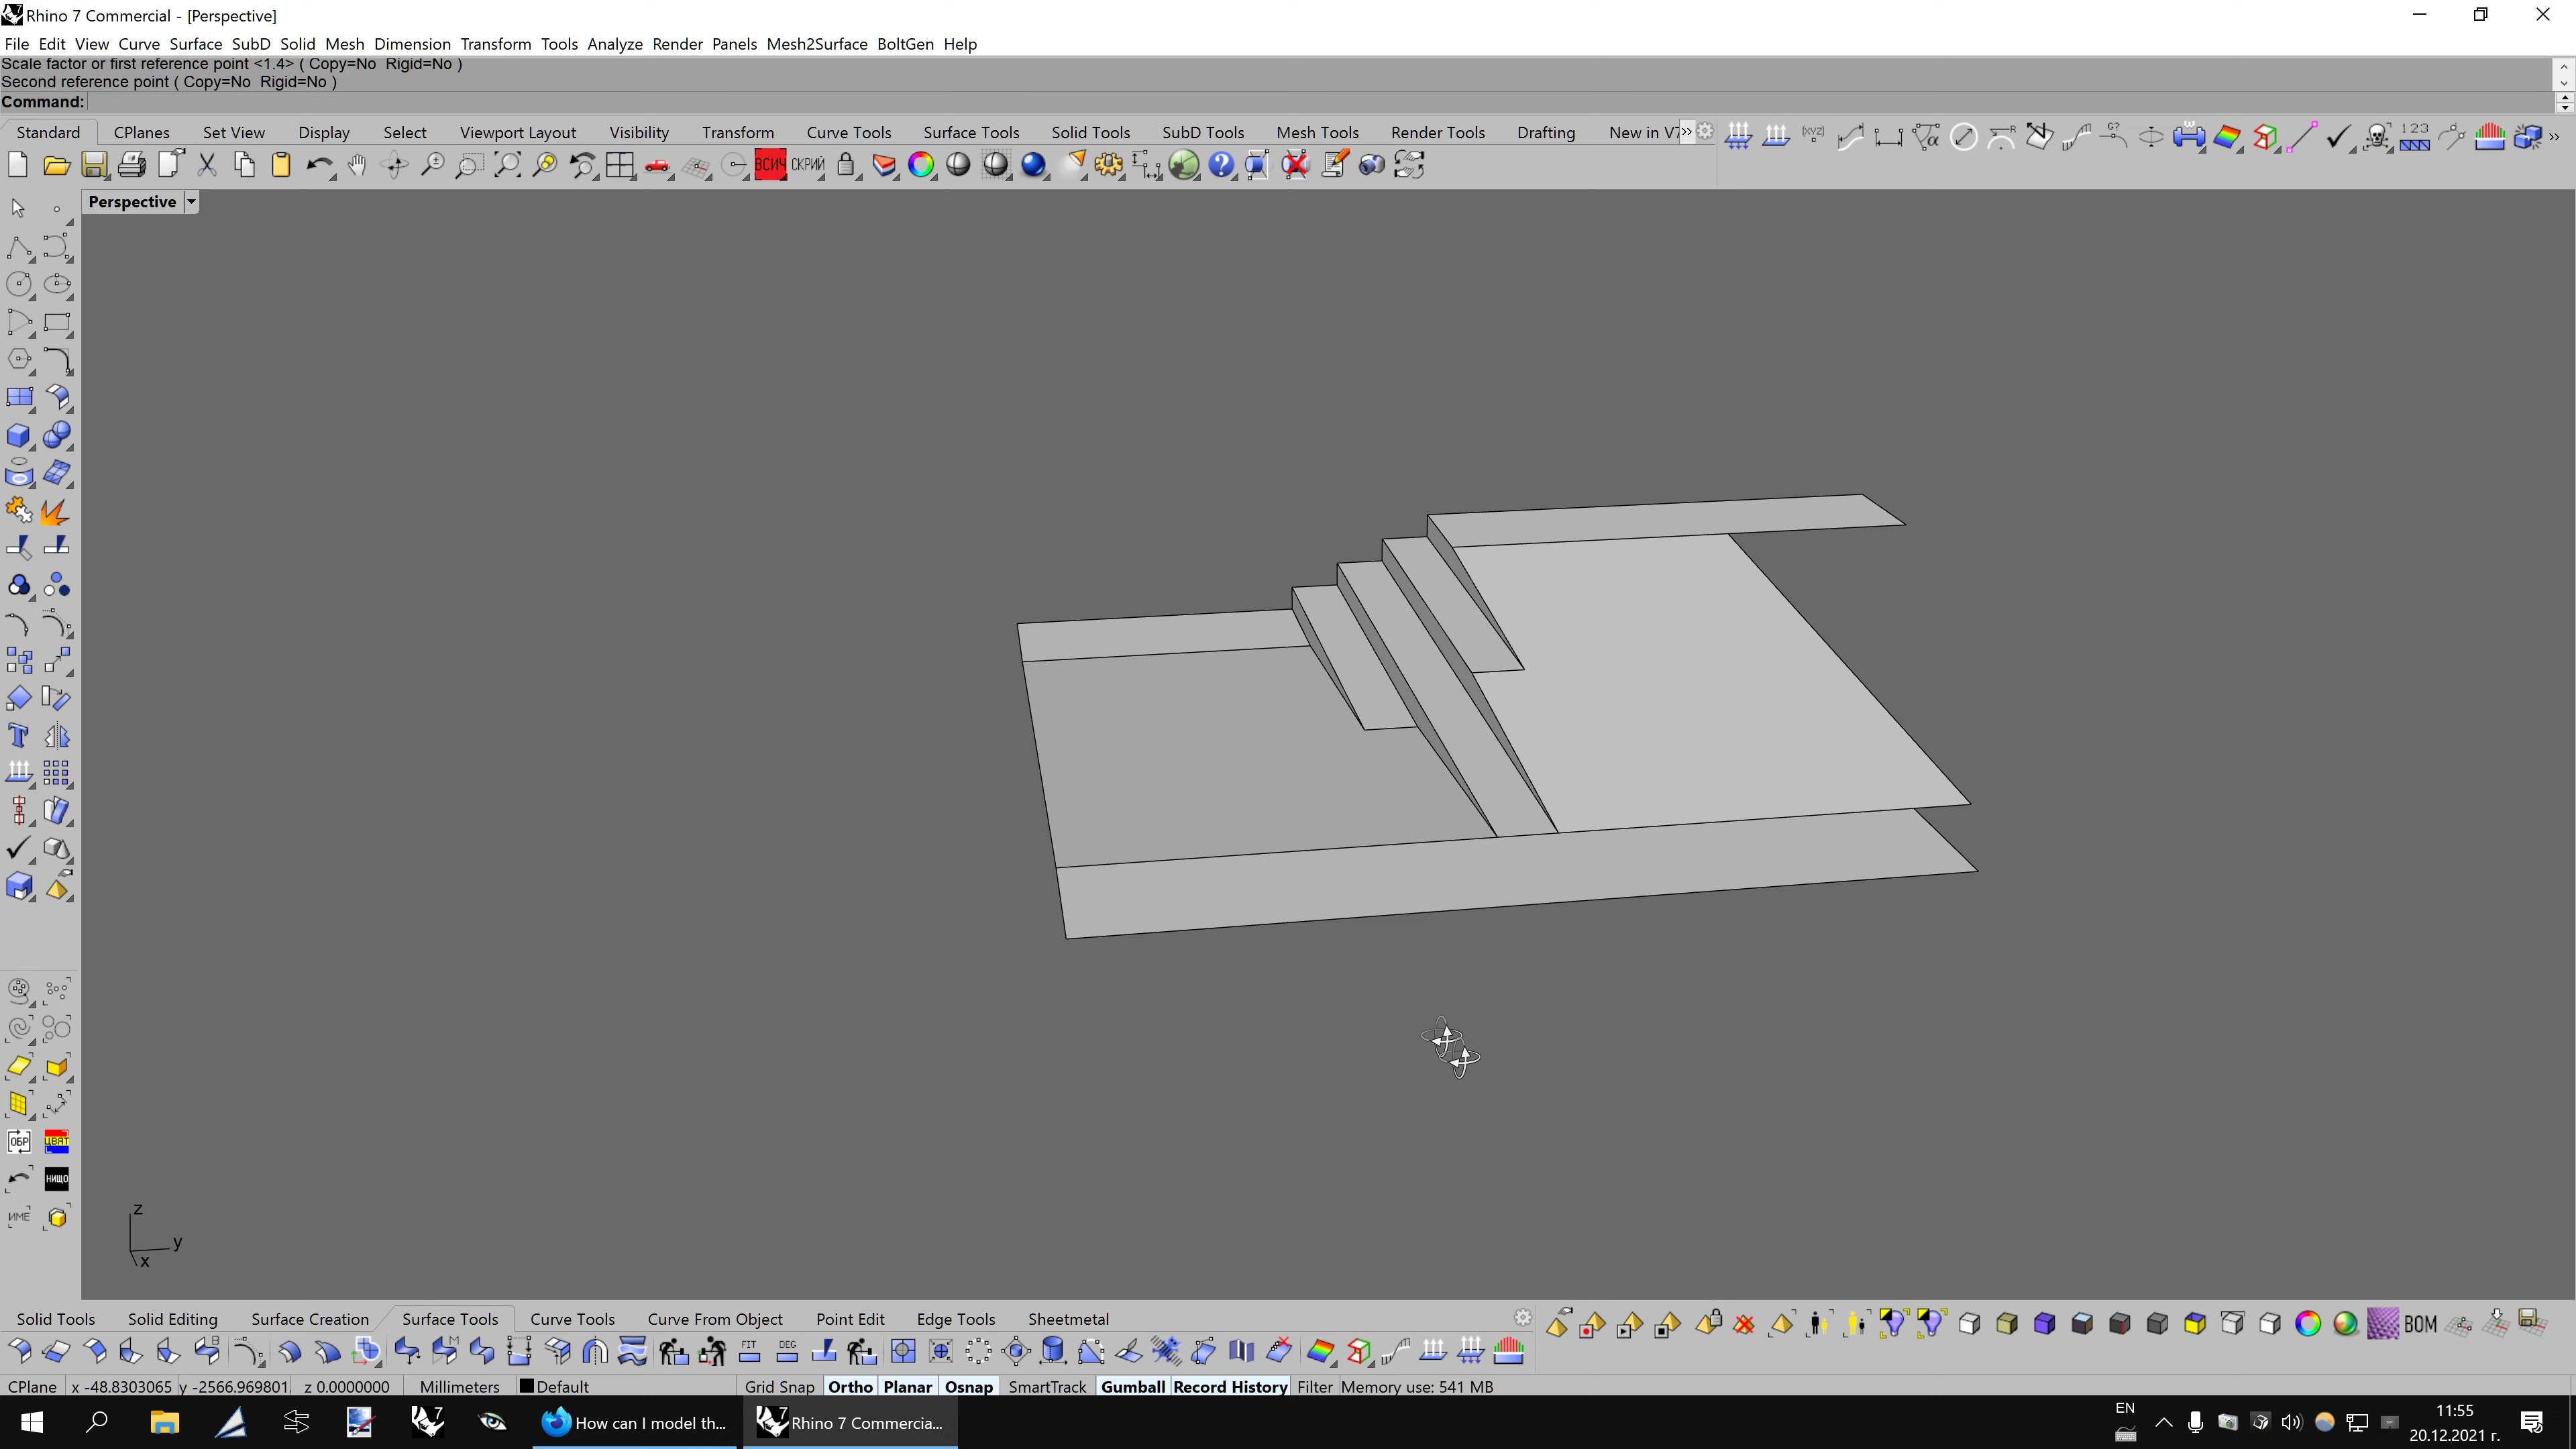 Rhino 7 Commercial - [Perspective]
File Edit View Curve Surface SubD Solid Mesh Dimension Transform Tools Analyze Render Panels Mesh2Surface BoltGen Help
Scale factor or first reference point <1.4> ( Copy=No Rigid=No )
Second reference point ( Copy=No Rigid=No )
Command:
Standard CPlanes Set View Display Select Viewport Layout Visibility Transform Curve Tools Surface Tools Solid Tools SubD Tools Mesh Tools Render Tools Drafting New in V7
ВСИЧ СКРИЙ
Perspective
ОБР ЦВЯТ
НИЩО
ИМЕ
z
y
x
Solid Tools Solid Editing Surface Creation Surface Tools Curve Tools Curve From Object Point Edit Edge Tools Sheetmetal
BOM
FIT DEG
CPlane x -48.8303065 y -2566.969801 z 0.0000000 Millimeters Default Grid Snap Ortho Planar Osnap SmartTrack Gumball Record History Filter Memory use: 541 MB
How can I model th... Rhino 7 Commercia...
EN
11:55
20.12.2021 г.